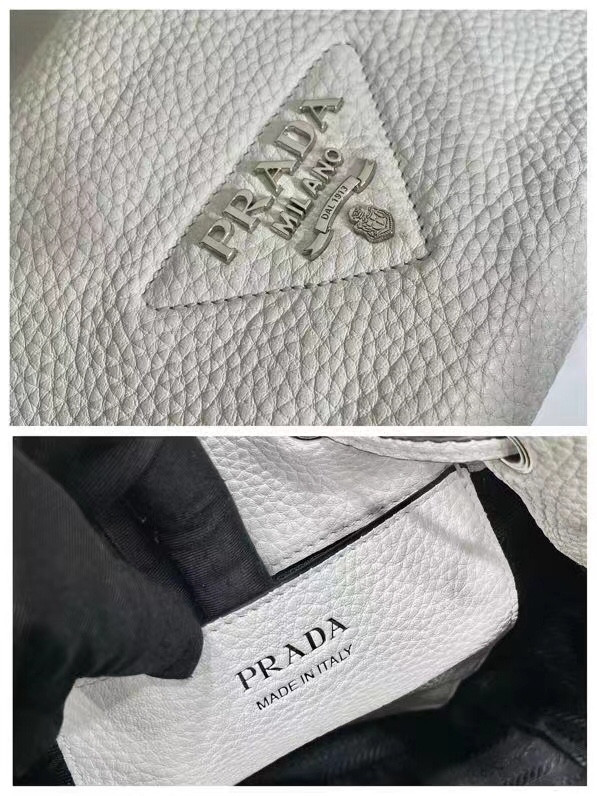 PRADA
MILANO
DAL 1913
PRADA
MADE IN ITALY